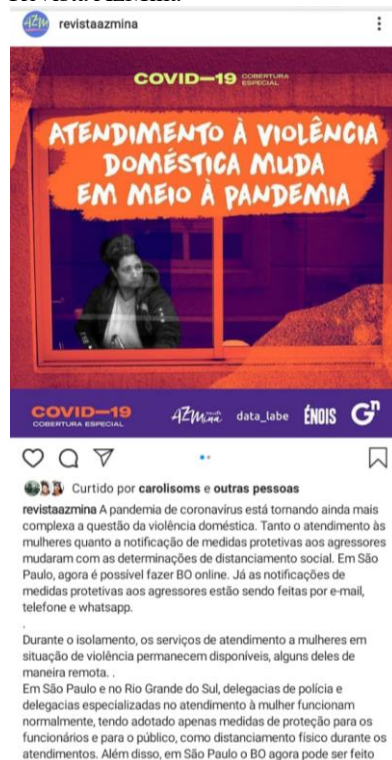 Revista AzMina
revistaazmina
COVID—19 COBERTURA ESPECIAL
ATENDIMENTO À VIOLÊNCIA
DOMÉSTICA MUDA
EM MEIO À PANDEMIA
COVID—19
COBERTURA ESPECIAL
revista AZMina data_labe ÉNOIS Gn
Curtido por carolisoms e outras pessoas
revistaazmina A pandemia de coronavírus está tornando ainda mais
complexa a questão da violência doméstica. Tanto o atendimento às
mulheres quanto a notificação de medidas protetivas aos agressores
mudaram com as determinações de distanciamento social. Em São
Paulo, agora é possível fazer BO online. Já as notificações de
medidas protetivas aos agressores estão sendo feitas por e-mail,
telefone e whatsapp.
.
Durante o isolamento, os serviços de atendimento a mulheres em
situação de violência permanecem disponíveis, alguns deles de
maneira remota. .
Em São Paulo e no Rio Grande do Sul, delegacias de polícia e
delegacias especializadas no atendimento à mulher funcionam
normalmente, tendo adotado apenas medidas de proteção para os
funcionários e para o público, como distanciamento físico durante os
atendimentos. Além disso, em São Paulo o BO agora pode ser feito